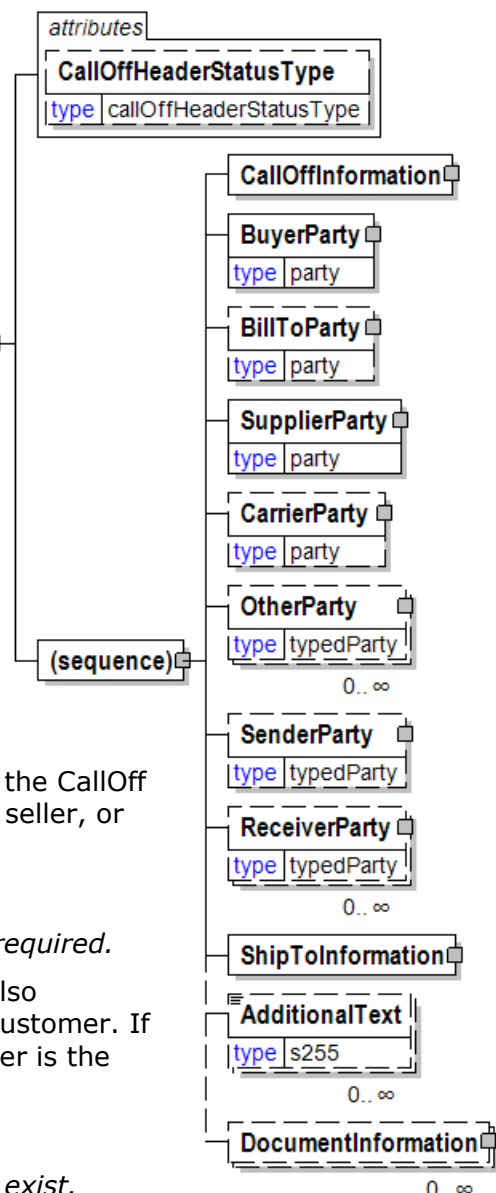 attributes
CallOffHeaderStatusType
type callOffHeaderStatusType
CallOffInformation
BuyerParty
type party
BillToParty
type party
SupplierParty
type party
CarrierParty
type party
OtherParty
type typedParty
0.. ∞
(sequence)
SenderParty
type typedParty
the CallOff
seller, or
ReceiverParty
type typedParty
0.. ∞
required.
ShipToInformation
lso
ustomer. If
er is the
AdditionalText
type s255
0.. ∞
DocumentInformation
0.. ∞
exist.